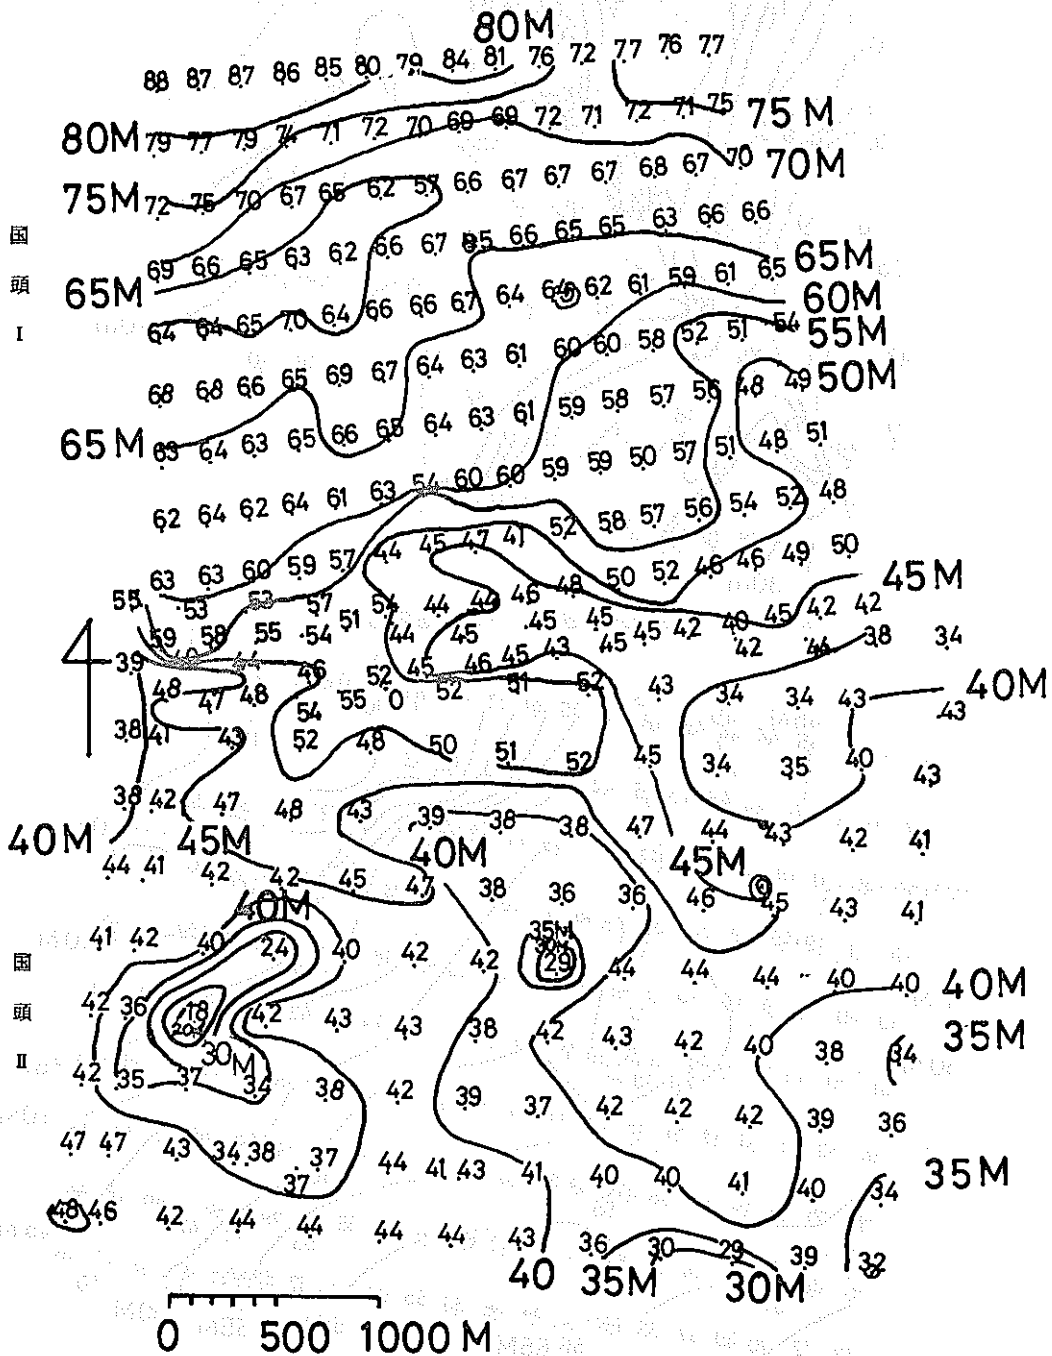 80M
88 87 87 86 85 80 79 84 81 76 72 77 76 77
80M 79 77 79 74 71 72 70 69 69 72 71 72 71 75 75M
75M 72 75 70 67 65 62 57 66 67 67 67 68 67 70 70M
国頭I
65M 69 66 65 63 62 66 67 65 66 65 65 63 66 66 65M
64 64 65 70 64 66 66 67 64 62 61 59 61 65 60M
68 68 66 65 69 67 64 63 61 60 60 58 52 51 54 55M
65M 63 64 63 65 66 65 64 63 61 59 58 57 56 48 49 50M
62 64 62 64 61 63 54 60 60 59 59 50 57 51 48 51
63 63 60 59 57 44 45 47 41 52 58 57 56 54 52 48
55 53 53 57 51 54 44 44 46 48 50 52 46 46 49 50 45M
59 58 55 54 44 45 45 45 45 45 42 40 45 42 42
4
39 44 46 52 45 46 45 43 42 38 34
48 47 48 54 55 0 52 51 52 43 34 34 43 43 40M
38 41 43 52 48 50 51 52 45 34 35 40 43
38 42 47 48 43 39 38 38 47 44 43 42 41
40M 45M 40M 45M
44 41 42 42 45 47 38 36 36 46 45 43 41
40M
国頭II
41 42 40 24 40 42 42 35M 30M 29 44 44 44 40 40 40M
42 36 18 20M 42 43 43 38 42 43 42 40 38 34 35M
30M
42 35 37 34 38 42 39 37 42 42 42 39 36
47 47 43 34 38 37 37 44 41 43 41 40 40 41 40 34 35M
48 46 42 44 44 44 44 43 36 30 29 39 32
40 35M 30M
0 500 1000 M